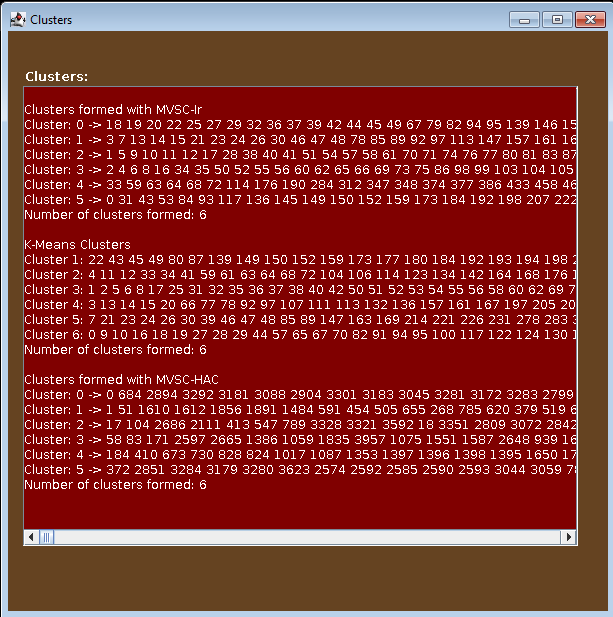 Clusters
Clusters:
Clusters formed with MVSC-Ir
Cluster: 0 -> 18 19 20 22 25 27 29 32 36 37 39 42 44 45 49 67 79 82 94 95 139 146 15
Cluster: 1 -> 3 7 13 14 15 21 23 24 26 30 46 47 48 78 85 89 92 97 113 147 157 161 16
Cluster: 2 -> 1 5 9 10 11 12 17 28 38 40 41 51 54 57 58 61 70 71 74 76 77 80 81 83 87
Cluster: 3 -> 2 4 6 8 16 34 35 50 52 55 56 60 62 65 66 69 73 75 86 98 99 103 104 105
Cluster: 4 -> 33 59 63 64 68 72 114 176 190 284 312 347 348 374 377 386 433 458 46
Cluster: 5 -> 0 31 43 53 84 93 117 136 145 149 150 152 159 173 184 192 198 207 222
Number of clusters formed: 6
K-Means Clusters
Cluster 1: 22 43 45 49 80 87 139 149 150 152 159 173 177 180 184 192 193 194 198 2
Cluster 2: 4 11 12 33 34 41 59 61 63 64 68 72 104 106 114 123 134 142 164 168 176 1
Cluster 3: 1 2 5 6 8 17 25 31 32 35 36 37 38 40 42 50 51 52 53 54 55 56 58 60 62 69 7
Cluster 4: 3 13 14 15 20 66 77 78 92 97 107 111 113 132 136 157 161 167 197 205 20
Cluster 5: 7 21 23 24 26 30 39 46 47 48 85 89 147 163 169 214 221 226 231 278 283 3
Cluster 6: 0 9 10 16 18 19 27 28 29 44 57 65 67 70 82 91 94 95 100 117 122 124 130 1
Number of clusters formed: 6
Clusters formed with MVSC-HAC
Cluster: 0 -> 0 684 2894 3292 3181 3088 2904 3301 3183 3045 3281 3172 3283 2799
Cluster: 1 -> 1 51 1610 1612 1856 1891 1484 591 454 505 655 268 785 620 379 519 6
Cluster: 2 -> 17 104 2686 2111 413 547 789 3328 3321 3592 18 3351 2809 3072 2842
Cluster: 3 -> 58 83 171 2597 2665 1386 1059 1835 3957 1075 1551 1587 2648 939 16
Cluster: 4 -> 184 410 673 730 828 824 1017 1087 1353 1397 1396 1398 1395 1650 17
Cluster: 5 -> 372 2851 3284 3179 3280 3623 2574 2592 2585 2590 2593 3044 3059 78
Number of clusters formed: 6